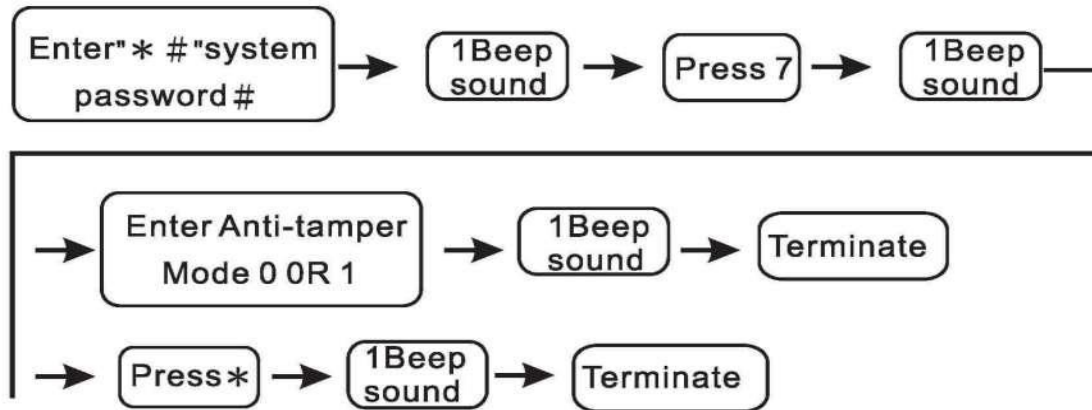 Enter"* #"system
password#
1Beep
sound
Press 7
1Beep
sound
Enter Anti-tamper
Mode 0 0R 1
1Beep
sound
Terminate
Press*
1Beep
sound
Terminate